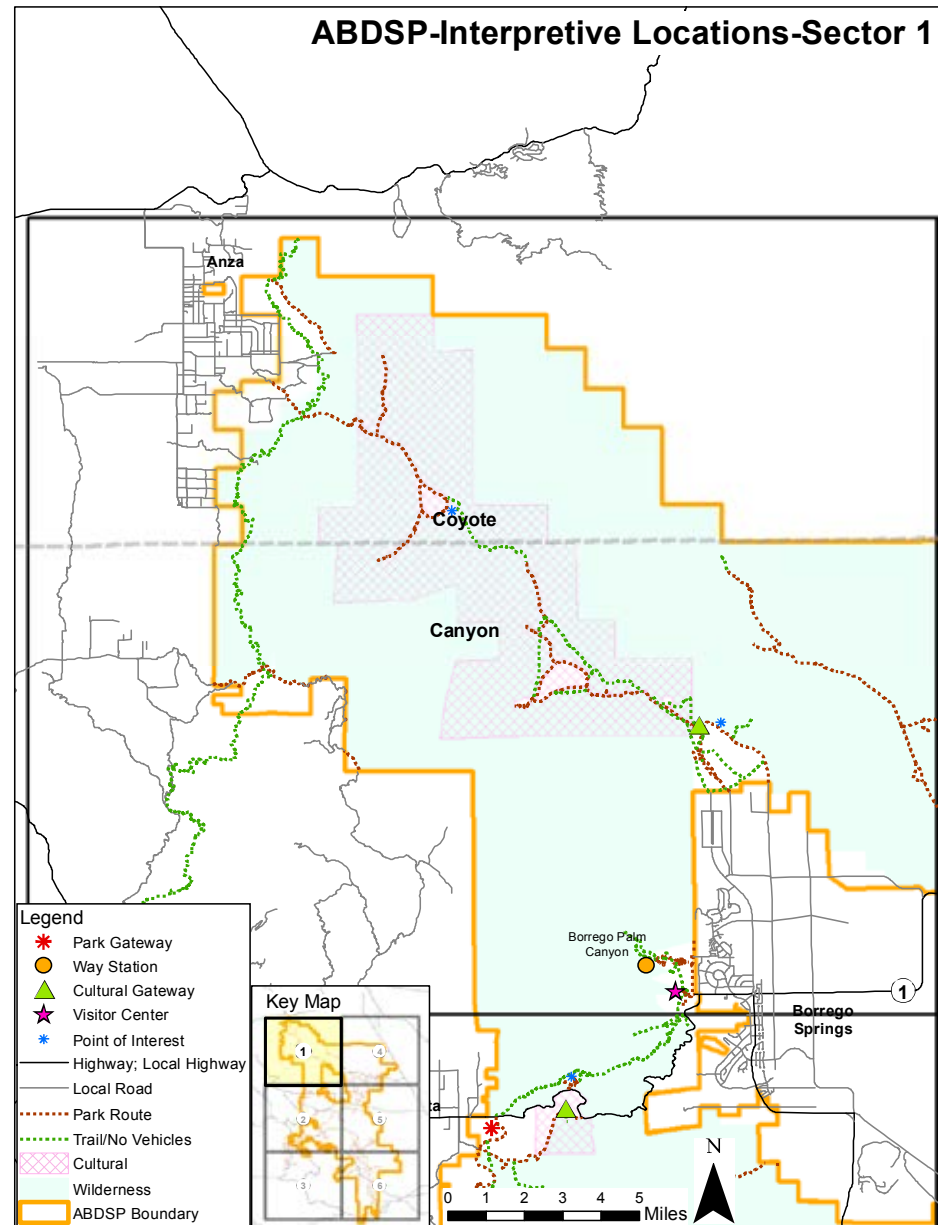 ABDSP-Interpretive Locations-Sector 1
Anza
Coyote
Canyon
Borrego Palm
Canyon
1
Borrego
Springs
Legend
Park Gateway
Way Station
Cultural Gateway
Visitor Center
Point of Interest
Highway; Local Highway
Local Road
Park Route
Trail/No Vehicles
Cultural
Wilderness
ABDSP Boundary
Key Map
1
4
2
5
3
6
ta
N
0 1 2 3 4 5
Miles